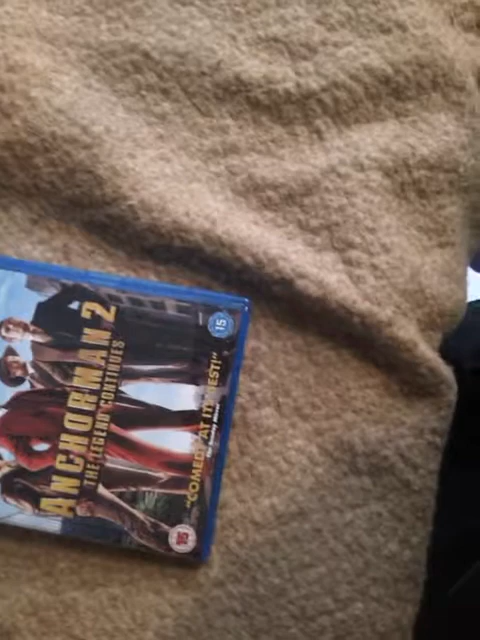 ANCHORMAN 2
THE LEGEND CONTINUES
"COMEDY AT ITS BEST!"
15
15